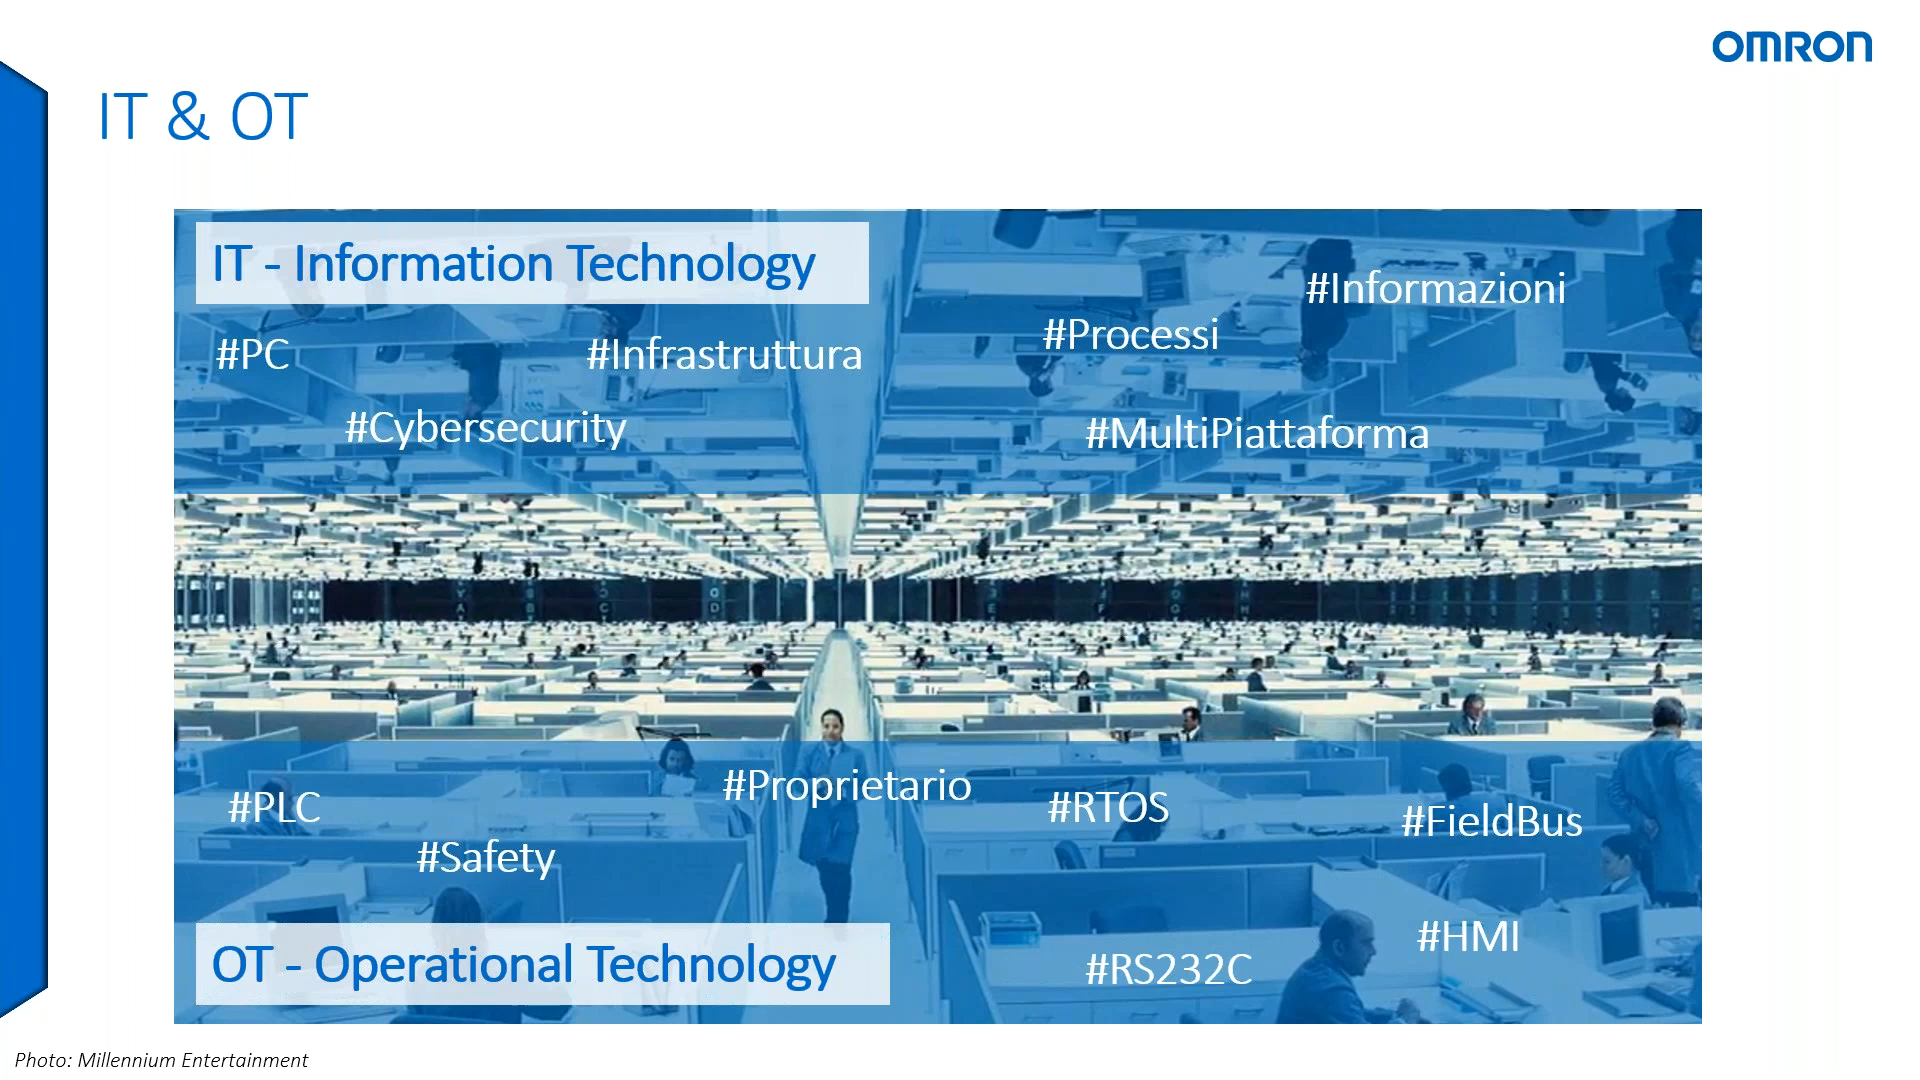 OMRON
IT & OT
IT - Information Technology
#Informazioni
#Processi
#PC
#Infrastruttura
#Cybersecurity
#MultiPiattaforma
#Proprietario
#PLC
#RTOS
#FieldBus
#Safety
#HMI
OT - Operational Technology
#RS232C
Photo: Millennium Entertainment